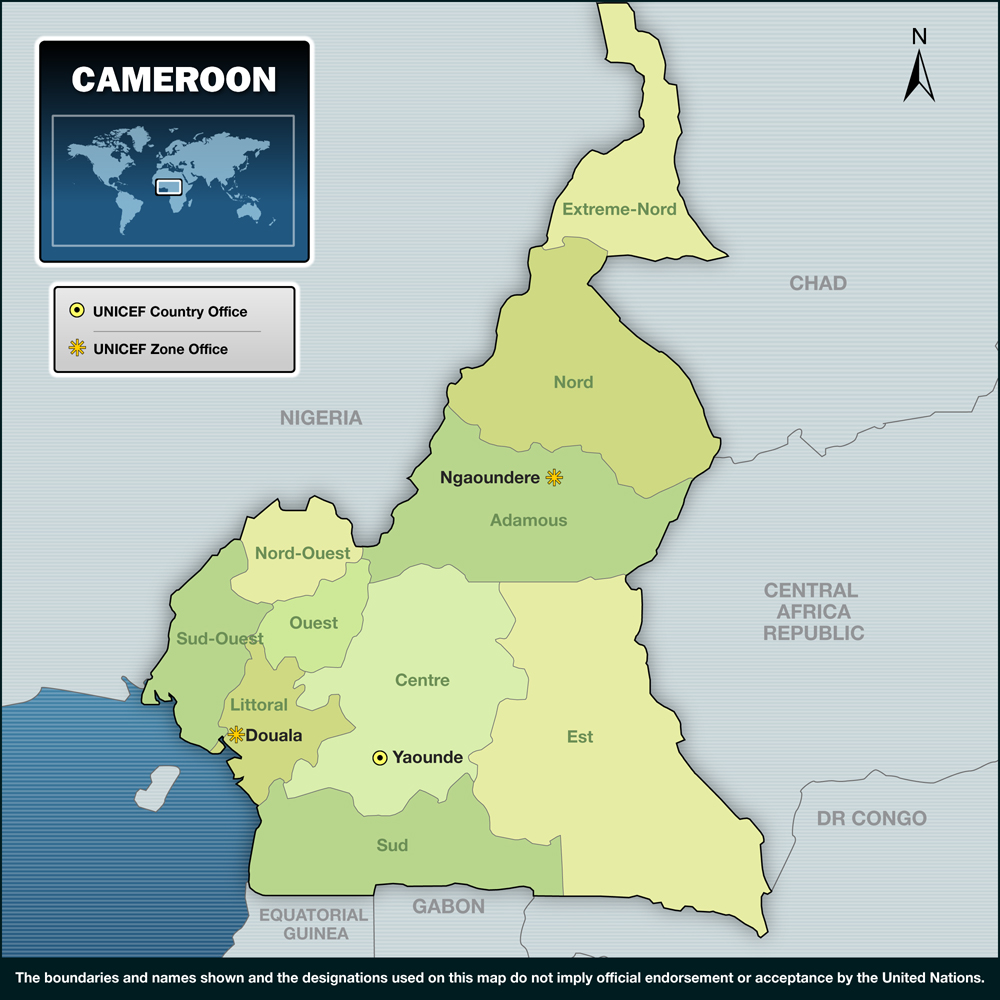 CAMEROON
N
UNICEF Country Office
UNICEF Zone Office
Extreme-Nord
CHAD
Nord
NIGERIA
Ngaoundere
Adamous
Nord-Ouest
CENTRAL
AFRICA
REPUBLIC
Ouest
Sud-Ouest
Centre
Littoral
Douala
Est
Yaounde
DR CONGO
Sud
GABON
EQUATORIAL
GUINEA
The boundaries and names shown and the designations used on this map do not imply official endorsement or acceptance by the United Nations.